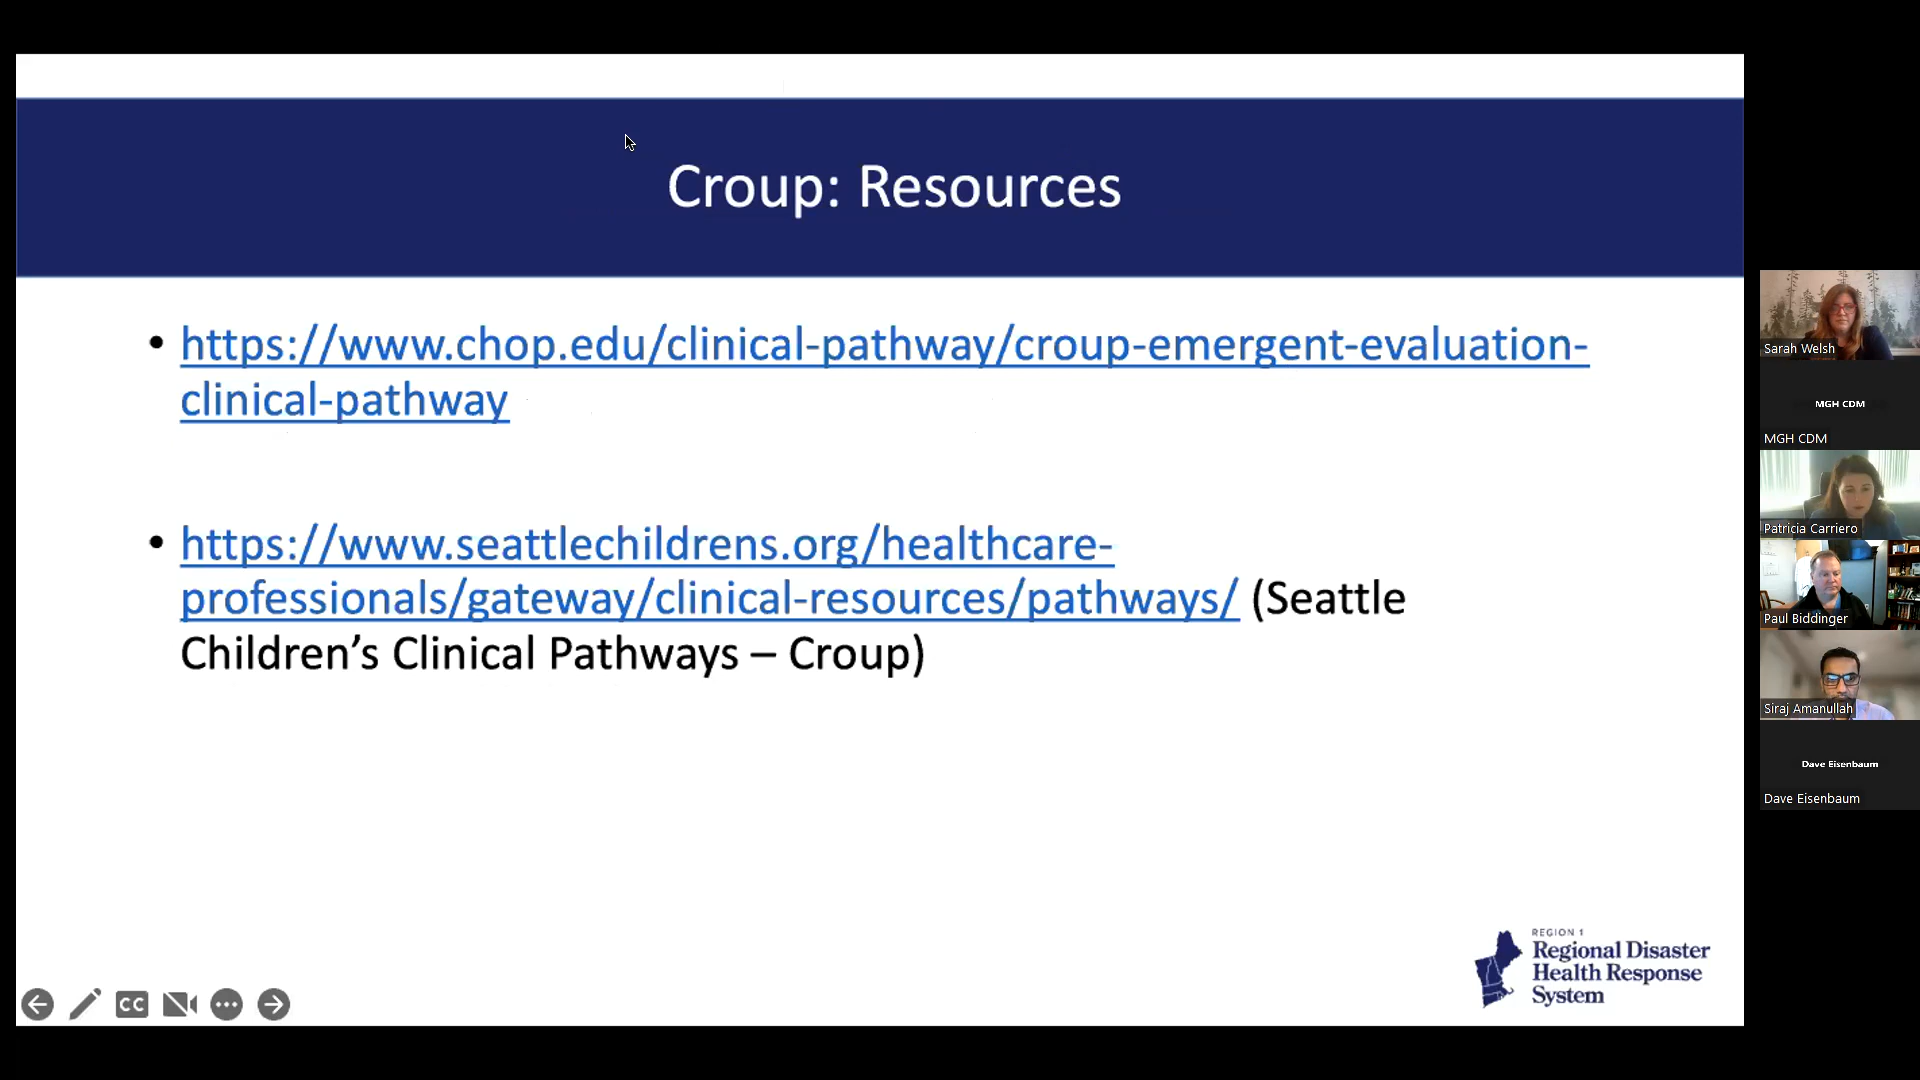 Croup: Resources
• https://www.chop.edu/clinical-pathway/croup-emergent-evaluation-
clinical-pathway
• https://www.seattlechildrens.org/healthcare-
professionals/gateway/clinical-resources/pathways/ (Seattle
Children’s Clinical Pathways – Croup)
REGION 1
Regional Disaster
Health Response
System
CC
Sarah Welsh
MGH CDM
MGH CDM
Patricia Carriero
Paul Biddinger
Siraj Amanullah
Dave Eisenbaum
Dave Eisenbaum